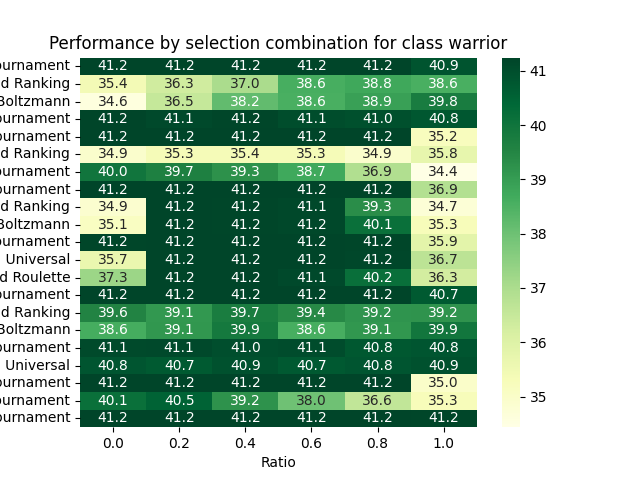 Performance by selection combination for class warrior
ournament 41.2 41.2 41.2 41.2 41.2 40.9
d Ranking 35.4 36.3 37.0 38.6 38.8 38.6
Boltzmann 34.6 36.5 38.2 38.6 38.9 39.8
ournament 41.2 41.1 41.2 41.1 41.0 40.8
ournament 41.2 41.2 41.2 41.2 41.2 35.2
d Ranking 34.9 35.3 35.4 35.3 34.9 35.8
ournament 40.0 39.7 39.3 38.7 36.9 34.4
ournament 41.2 41.2 41.2 41.2 41.2 36.9
d Ranking 34.9 41.2 41.2 41.1 39.3 34.7
Boltzmann 35.1 41.2 41.2 41.2 40.1 35.3
ournament 41.2 41.2 41.2 41.2 41.2 35.9
Universal 35.7 41.2 41.2 41.2 41.2 36.7
d Roulette 37.3 41.2 41.2 41.1 40.2 36.3
ournament 41.2 41.2 41.2 41.2 41.2 40.7
d Ranking 39.6 39.1 39.7 39.4 39.2 39.2
Boltzmann 38.6 39.1 39.9 38.6 39.1 39.9
ournament 41.1 41.1 41.0 41.1 40.8 40.8
Universal 40.8 40.7 40.9 40.7 40.8 40.9
ournament 41.2 41.2 41.2 41.2 41.2 35.0
ournament 40.1 40.5 39.2 38.0 36.6 35.3
ournament 41.2 41.2 41.2 41.2 41.2 41.2
0.0 0.2 0.4 0.6 0.8 1.0
Ratio
41
40
39
38
37
36
35